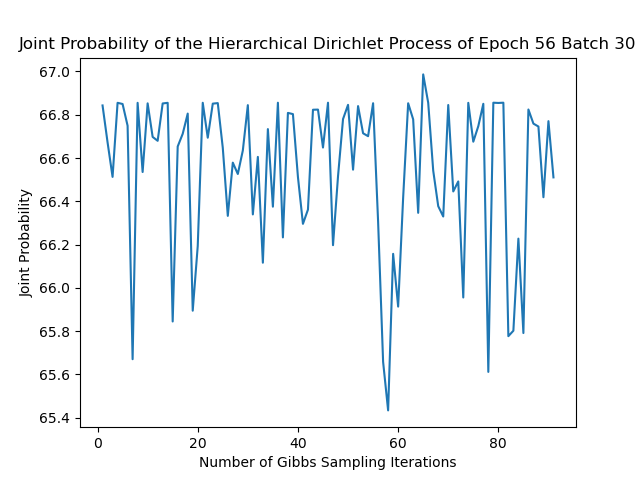 Joint Probability of the Hierarchical Dirichlet Process of Epoch 56 Batch 30
67.0
66.8
66.6
66.4
66.2
66.0
65.8
65.6
65.4
Joint Probability
0 20 40 60 80
Number of Gibbs Sampling Iterations